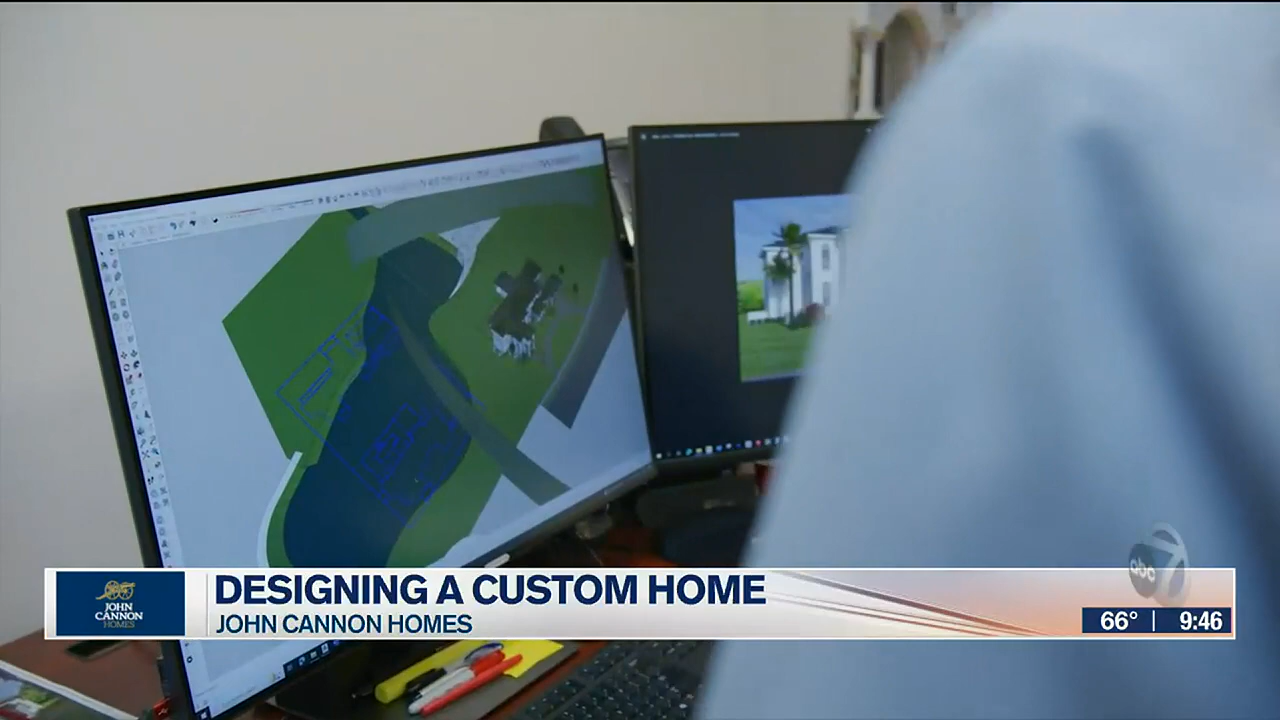 JOHN
CANNON
HOMES
DESIGNING A CUSTOM HOME
JOHN CANNON HOMES
abc 7
66° 9:46